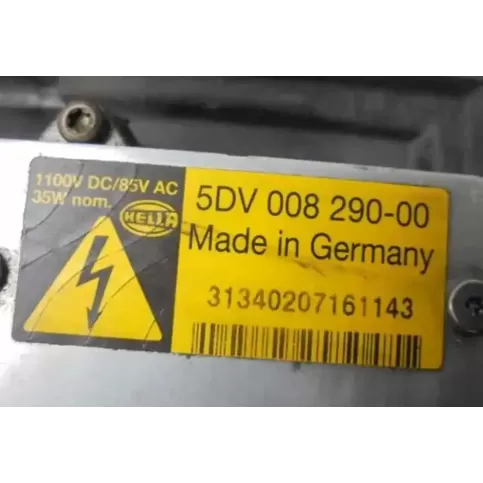 1100V DC/85V AC
35W nom.
HELLA
5DV 008 290-00
Made in Germany
31340207161143